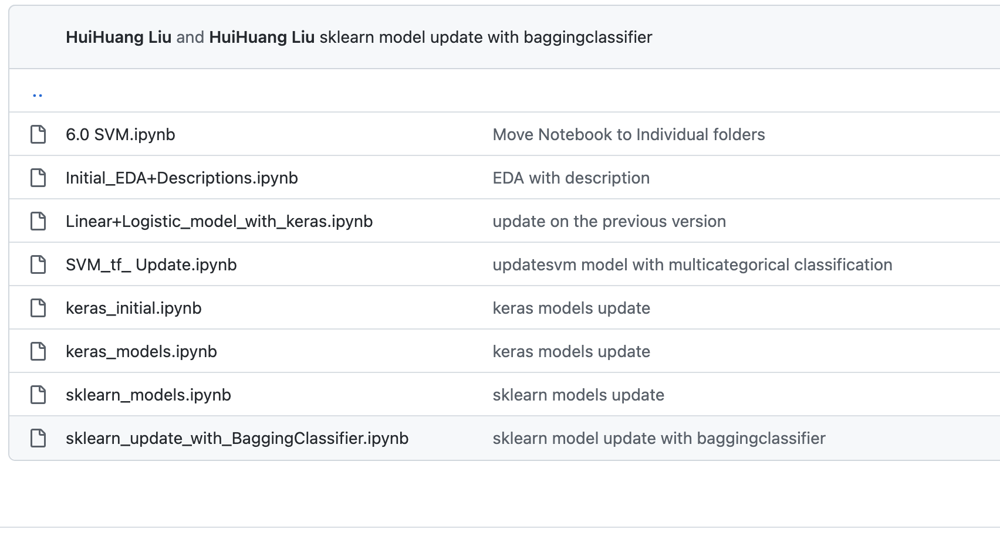 HuiHuang Liu and HuiHuang Liu sklearn model update with baggingclassifier
..
6.0 SVM.ipynb Move Notebook to Individual folders
Initial_EDA+Descriptions.ipynb EDA with description
Linear+Logistic_model_with_keras.ipynb update on the previous version
SVM_tf_ Update.ipynb updatesvm model with multicategorical classification
keras_initial.ipynb keras models update
keras_models.ipynb keras models update
sklearn_models.ipynb sklearn models update
sklearn_update_with_BaggingClassifier.ipynb sklearn model update with baggingclassifier